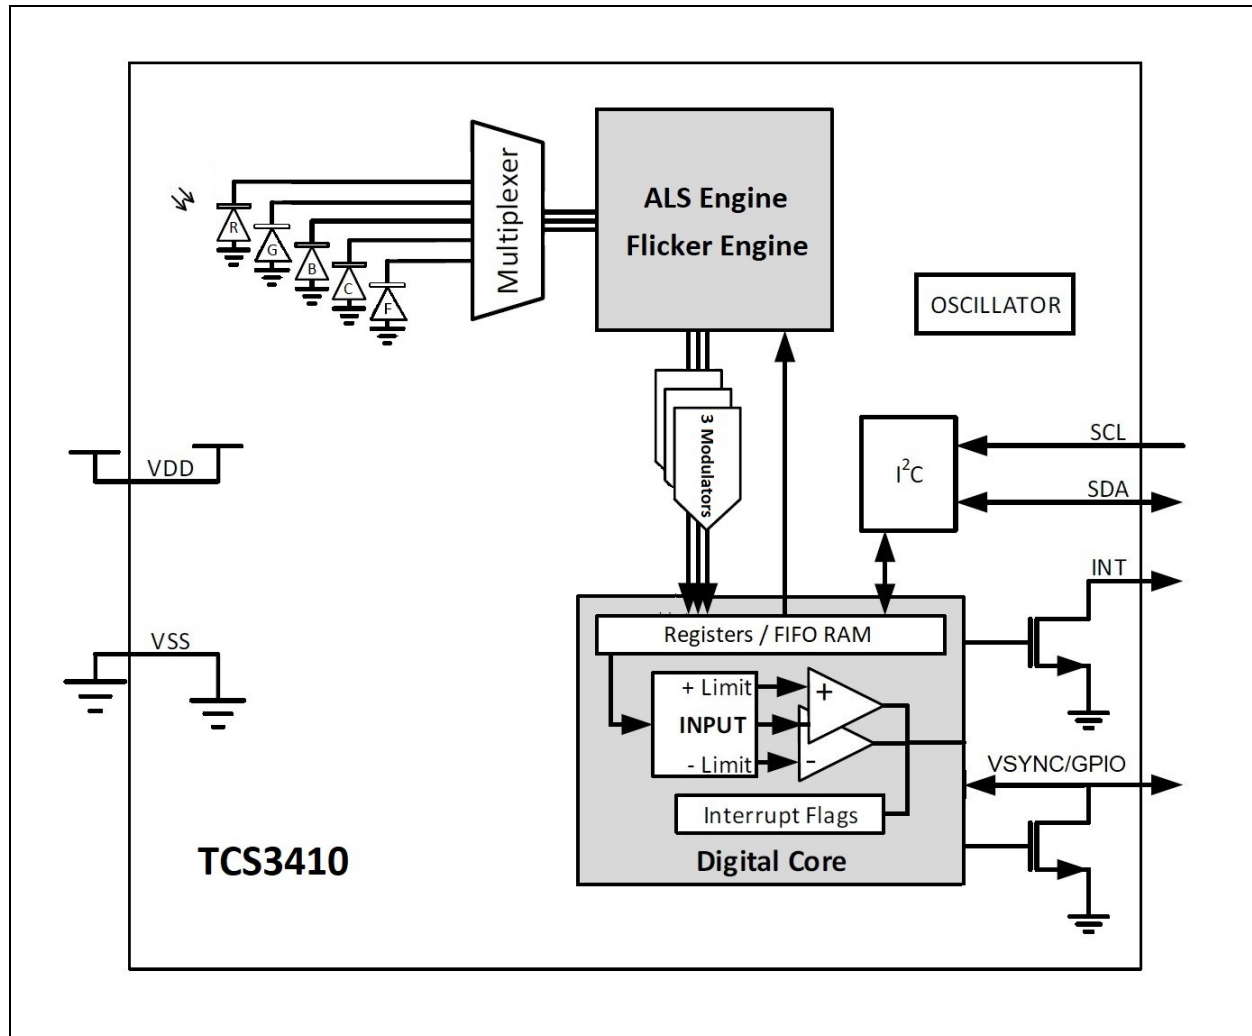 Multiplexer
ALS Engine
Flicker Engine
R
G
B
C
F
OSCILLATOR
3 Modulators
SCL
I²C
SDA
VDD
INT
VSS
Registers / FIFO RAM
+ Limit
+
INPUT
- Limit
-
VSYNC/GPIO
Interrupt Flags
Digital Core
TCS3410